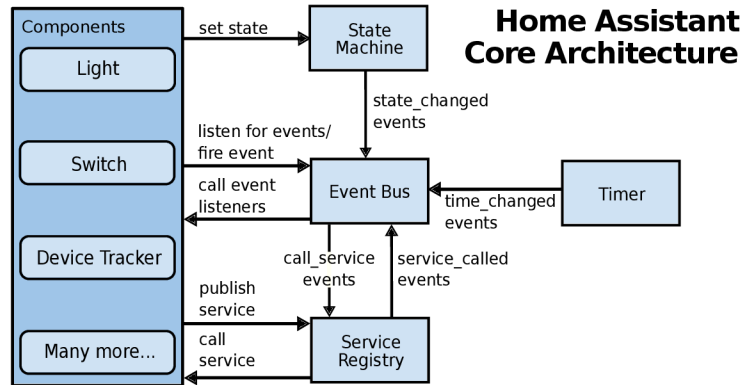 Home Assistant
Core Architecture
Components
Light
Switch
Device Tracker
Many more...
set state
State
Machine
state_changed
events
listen for events/
fire event
call event
listeners
Event Bus
time_changed
events
Timer
call_service
events
service_called
events
publish
service
call
service
Service
Registry